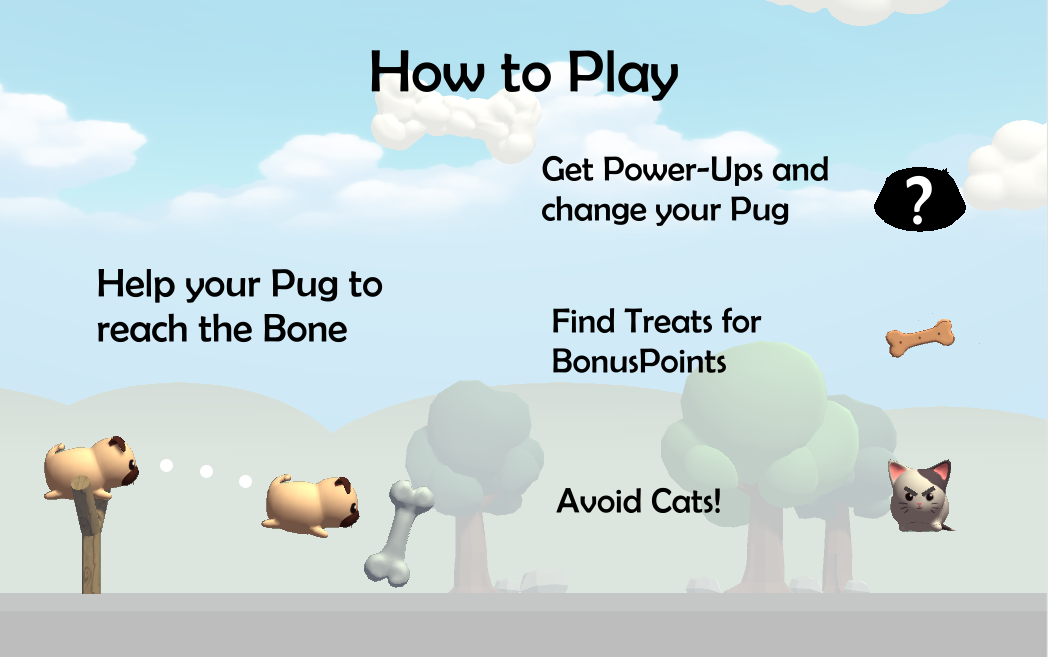 How to Play
Get Power-Ups and
change your Pug
?
Help your Pug to
reach the Bone
Find Treats for
BonusPoints
Avoid Cats!